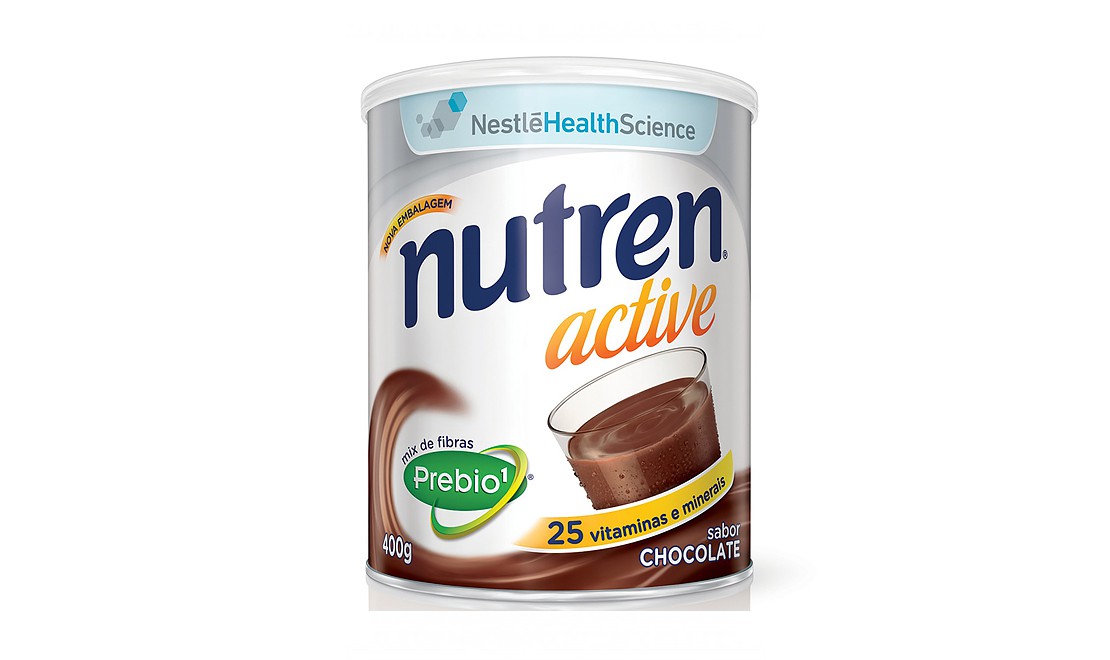 NestléHealthScience
NOVA EMBALAGEM
nutren®
active
mix de fibras
Prebio¹®
25 vitaminas e minerais
400g
sabor
CHOCOLATE